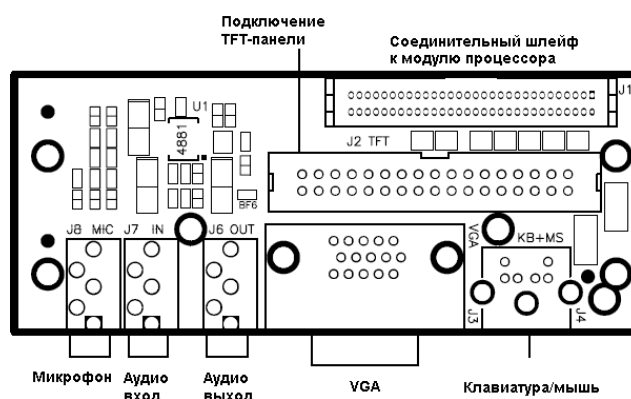 Подключение
TFT-панели
Соединительный шлейф
к модулю процессора
J1
U1
4881
J2 TFT
BF6
J8 MIC
J7 IN
J6 OUT
VGA
KB+MS
J3
J4
Микрофон
Аудио
вход
Аудио
выход
VGA
Клавиатура/мышь